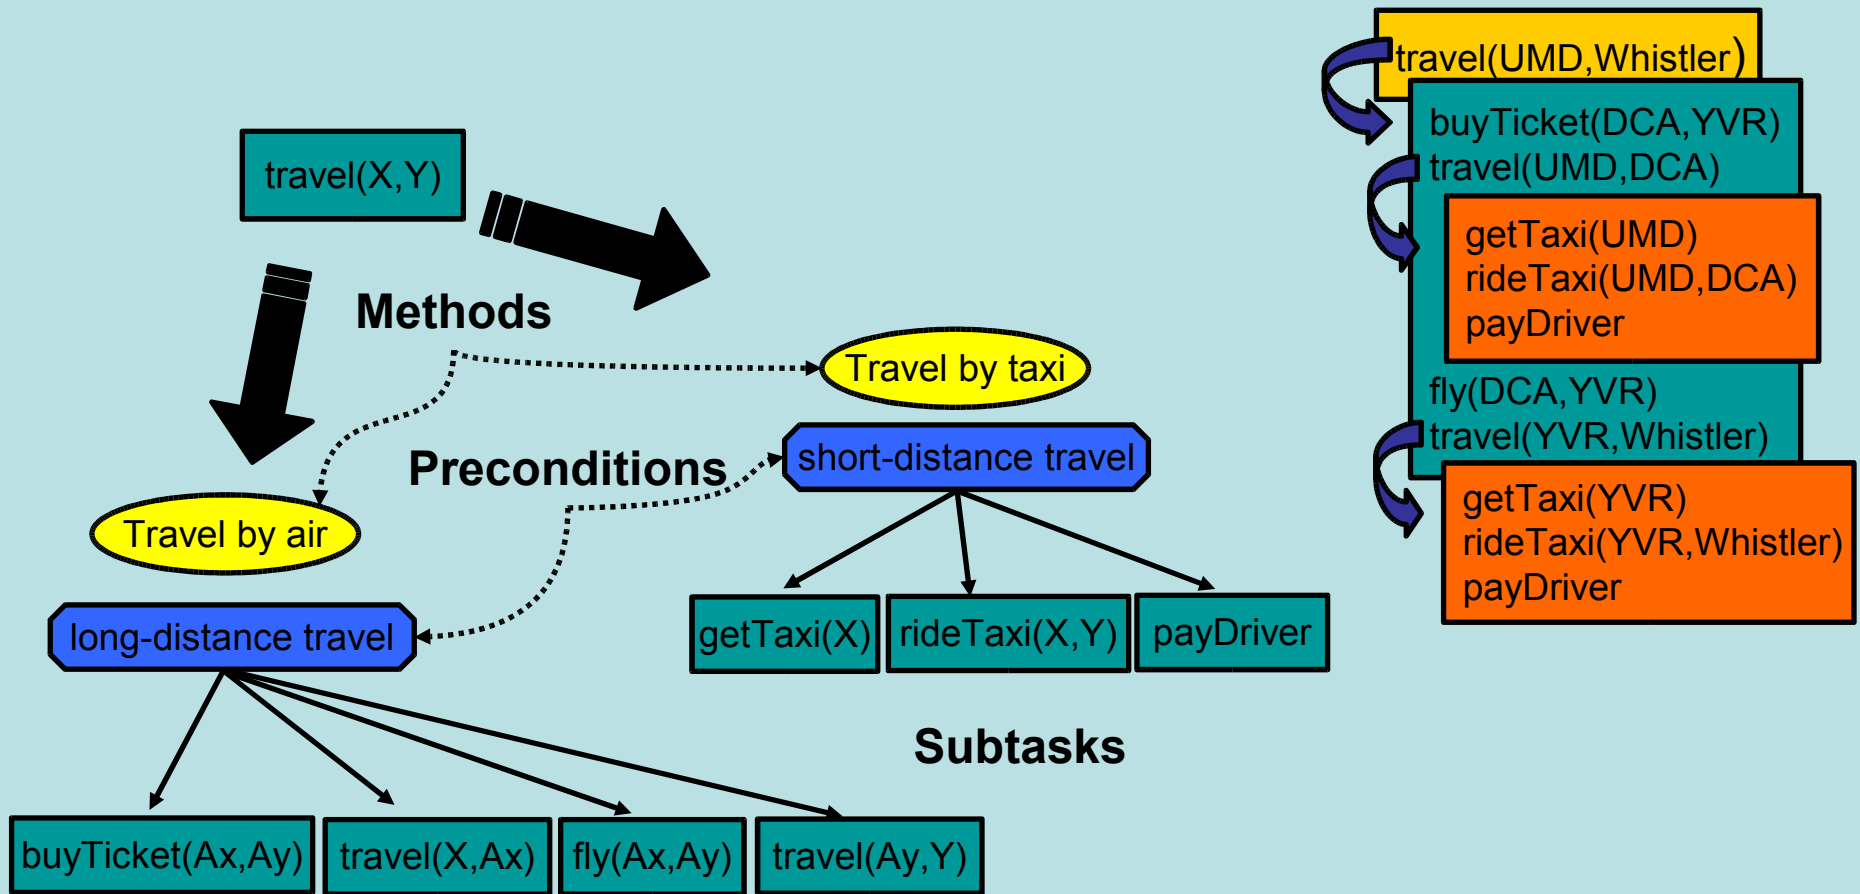 travel(X,Y)
Methods
Travel by taxi
Preconditions
short-distance travel
Travel by air
long-distance travel
getTaxi(X)
rideTaxi(X,Y)
payDriver
Subtasks
buyTicket(Ax,Ay)
travel(X,Ax)
fly(Ax,Ay)
travel(Ay,Y)
travel(UMD,Whistler)
buyTicket(DCA,YVR)
travel(UMD,DCA)
getTaxi(UMD)
rideTaxi(UMD,DCA)
payDriver
fly(DCA,YVR)
travel(YVR,Whistler)
getTaxi(YVR)
rideTaxi(YVR,Whistler)
payDriver